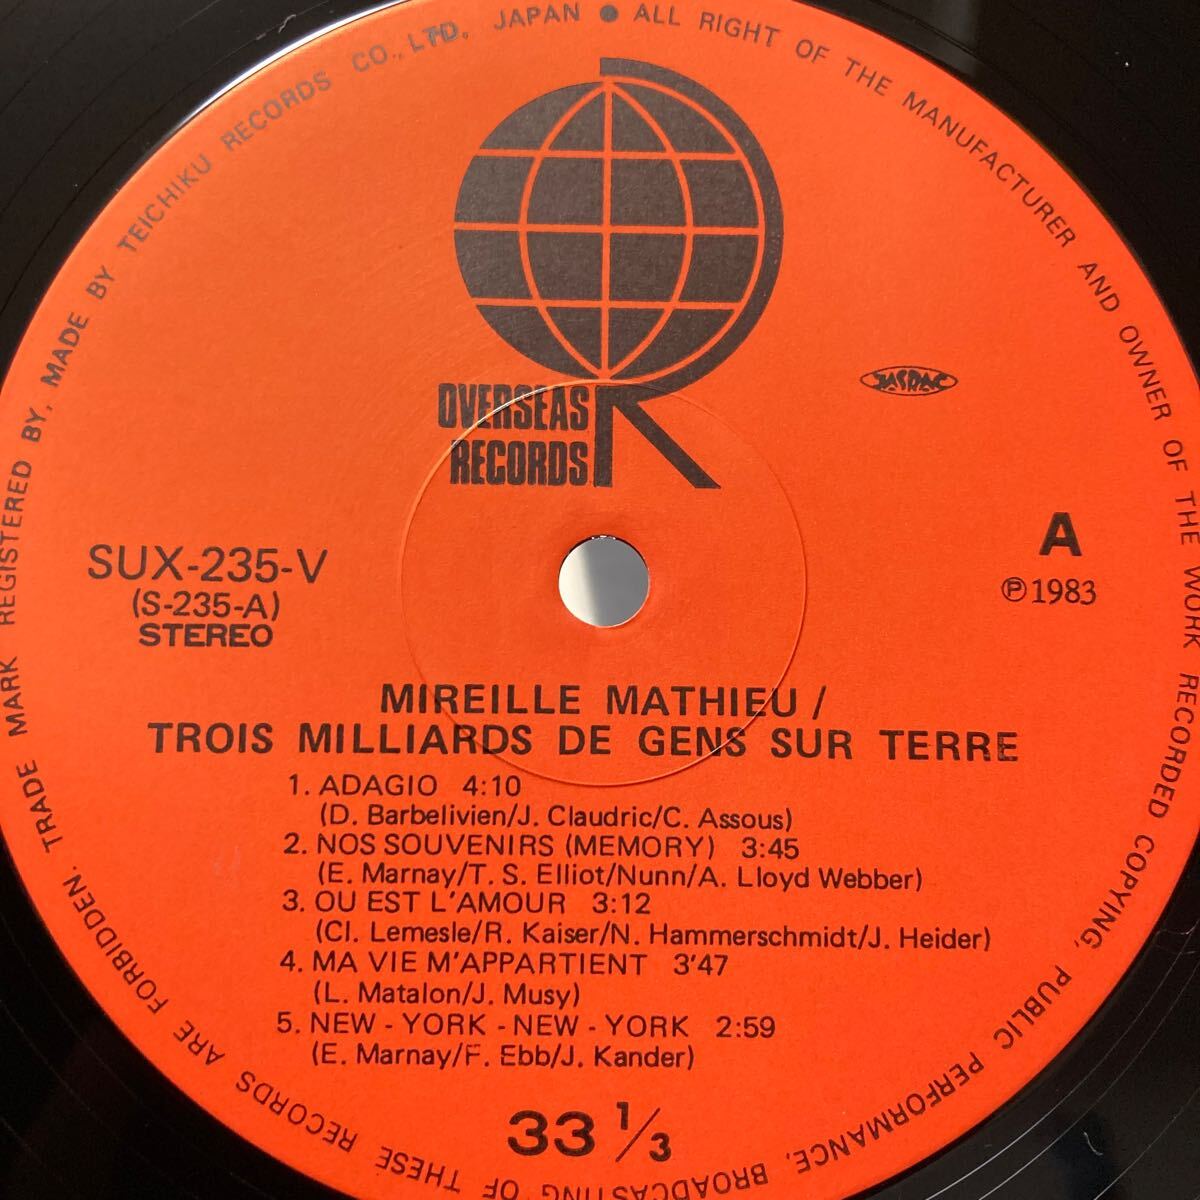 TRADE MARK REGISTERED BY, MADE BY TEICHIKU RECORDS CO., LTD. JAPAN ● ALL RIGHT OF THE MANUFACTURER AND OWNER OF THE WORK RECORDED COPYING, PUBLIC PERFORMANCE, BROADCASTING OF THESE RECORDS ARE FORBIDDEN.
OVERSEAS
RECORDS
R
JASRAC
A
℗1983
SUX-235-V
(S-235-A)
STEREO
MIREILLE MATHIEU /
TROIS MILLIARDS DE GENS SUR TERRE
1. ADAGIO 4:10
(D. Barbelivien/J. Claudric/C. Assous)
2. NOS SOUVENIRS (MEMORY) 3:45
(E. Marnay/T. S. Elliot/Nunn/A. Lloyd Webber)
3. OU EST L'AMOUR 3:12
(Cl. Lemesle/R. Kaiser/N. Hammerschmidt/J. Heider)
4. MA VIE M'APPARTIENT 3'47
(L. Matalon/J. Musy)
5. NEW - YORK - NEW - YORK 2:59
(E. Marnay/F. Ebb/J. Kander)
33 1/3